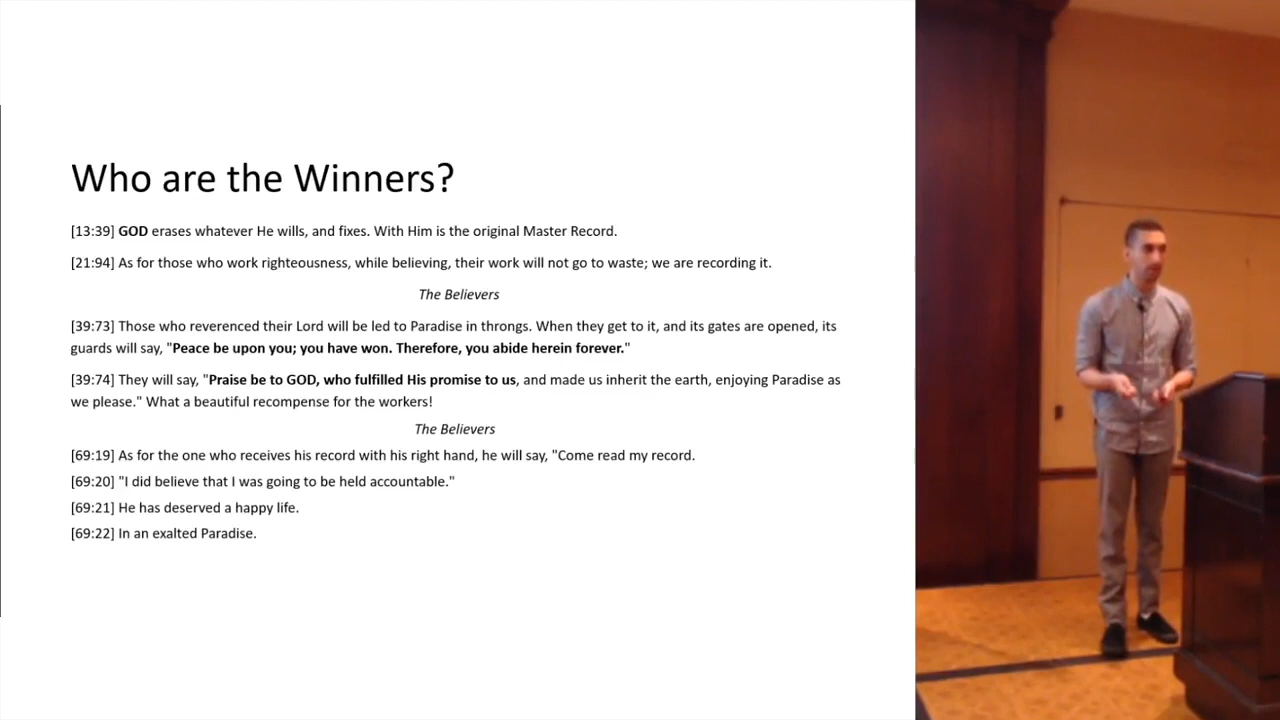 Who are the Winners?
[13:39] GOD erases whatever He wills, and fixes. With Him is the original Master Record.
[21:94] As for those who work righteousness, while believing, their work will not go to waste; we are recording it.
The Believers
[39:73] Those who reverenced their Lord will be led to Paradise in throngs. When they get to it, and its gates are opened, its
guards will say, "Peace be upon you; you have won. Therefore, you abide herein forever."
[39:74] They will say, "Praise be to GOD, who fulfilled His promise to us, and made us inherit the earth, enjoying Paradise as
we please." What a beautiful recompense for the workers!
The Believers
[69:19] As for the one who receives his record with his right hand, he will say, "Come read my record.
[69:20] "I did believe that I was going to be held accountable."
[69:21] He has deserved a happy life.
[69:22] In an exalted Paradise.